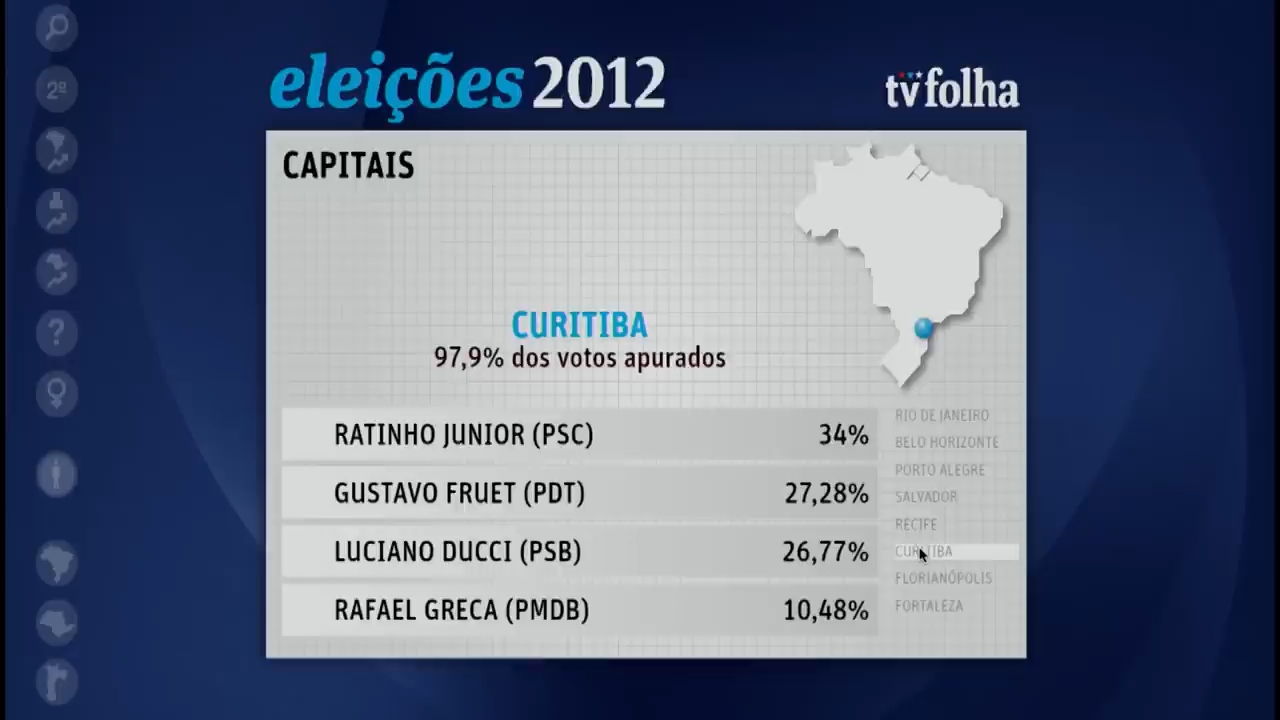 eleições 2012
tvfolha
CAPITAIS
CURITIBA
97,9% dos votos apurados
RATINHO JUNIOR (PSC) 34%
GUSTAVO FRUET (PDT) 27,28%
LUCIANO DUCCI (PSB) 26,77%
RAFAEL GRECA (PMDB) 10,48%
RIO DE JANEIRO
BELO HORIZONTE
PORTO ALEGRE
SALVADOR
RECIFE
CURITIBA
FLORIANÓPOLIS
FORTALEZA
2º
?